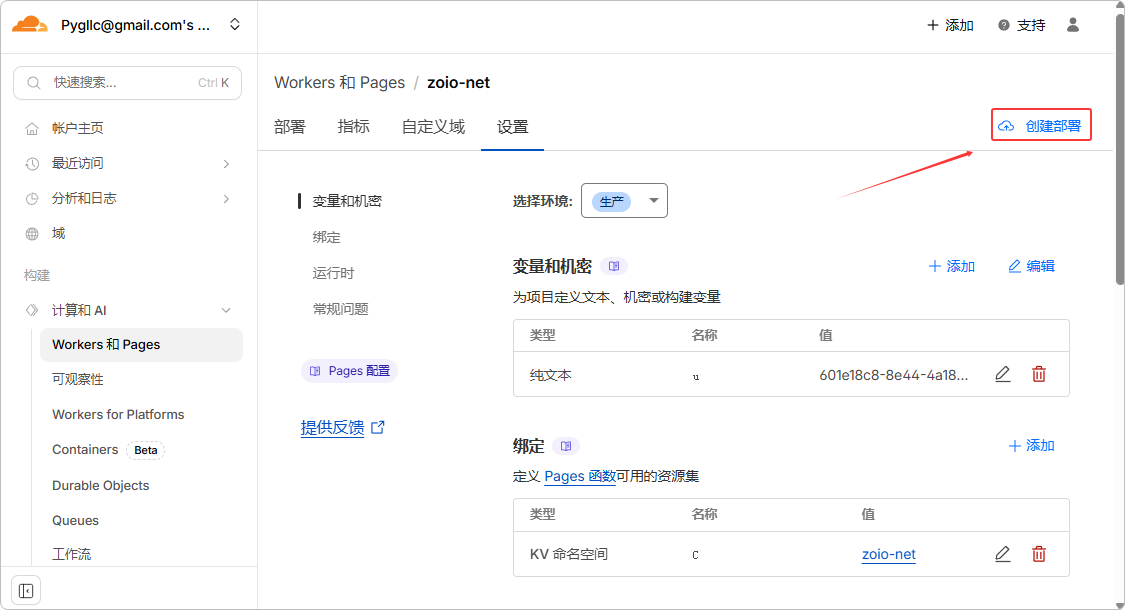 Pygllc@gmail.com's ...
添加
支持
快速搜索... Ctrl K
Workers 和 Pages / zoio-net
部署 指标 自定义域 设置
创建部署
帐户主页
最近访问
分析和日志
域
构建
计算和 AI
Workers 和 Pages
可观察性
Workers for Platforms
Containers Beta
Durable Objects
Queues
工作流
变量和机密
绑定
运行时
常规问题
Pages 配置
提供反馈
选择环境: 生产
变量和机密
添加 编辑
为项目定义文本、机密或构建变量
类型 名称 值
纯文本 u 601e18c8-8e44-4a18...
绑定
添加
定义 Pages 函数可用的资源集
类型 名称 值
KV 命名空间 C zoio-net